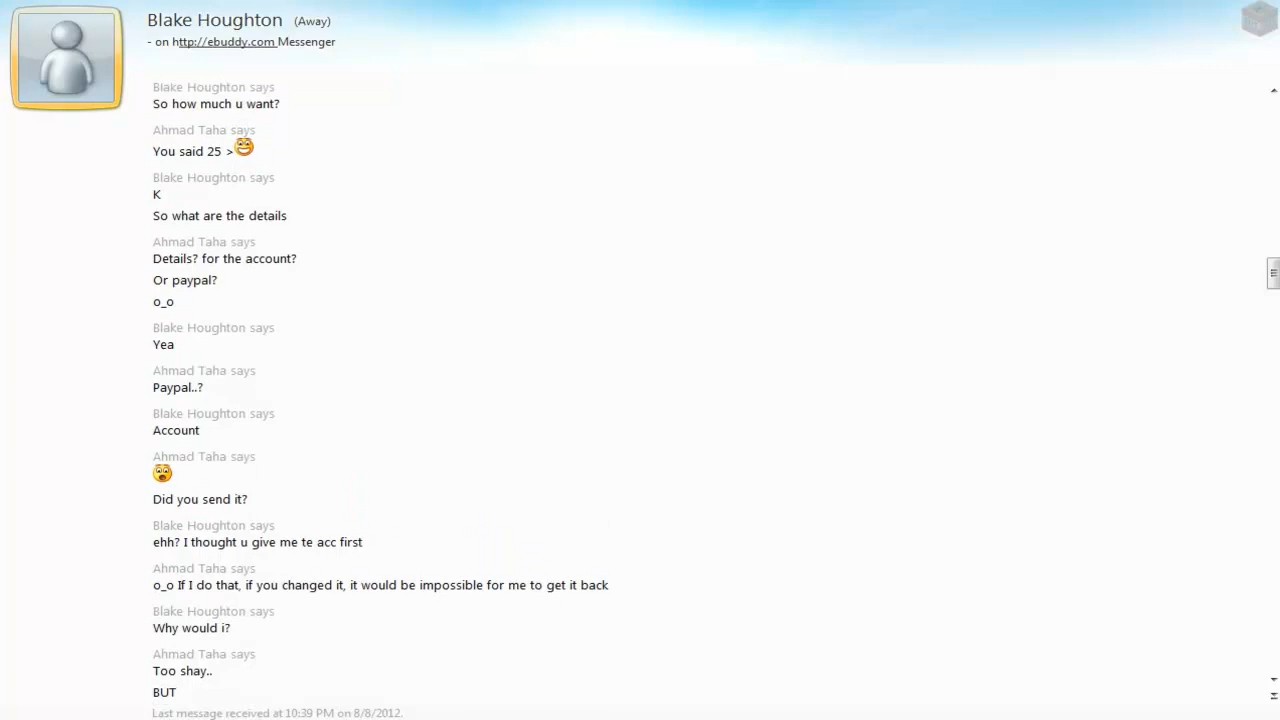 Blake Houghton (Away)
- on http://ebuddy.com Messenger
Blake Houghton says
So how much u want?
Ahmad Taha says
You said 25 >
Blake Houghton says
K
So what are the details
Ahmad Taha says
Details? for the account?
Or paypal?
o_o
Blake Houghton says
Yea
Ahmad Taha says
Paypal..?
Blake Houghton says
Account
Ahmad Taha says
Did you send it?
Blake Houghton says
ehh? I thought u give me te acc first
Ahmad Taha says
o_o If I do that, if you changed it, it would be impossible for me to get it back
Blake Houghton says
Why would i?
Ahmad Taha says
Too shay..
BUT
Last message received at 10:39 PM on 8/8/2012.